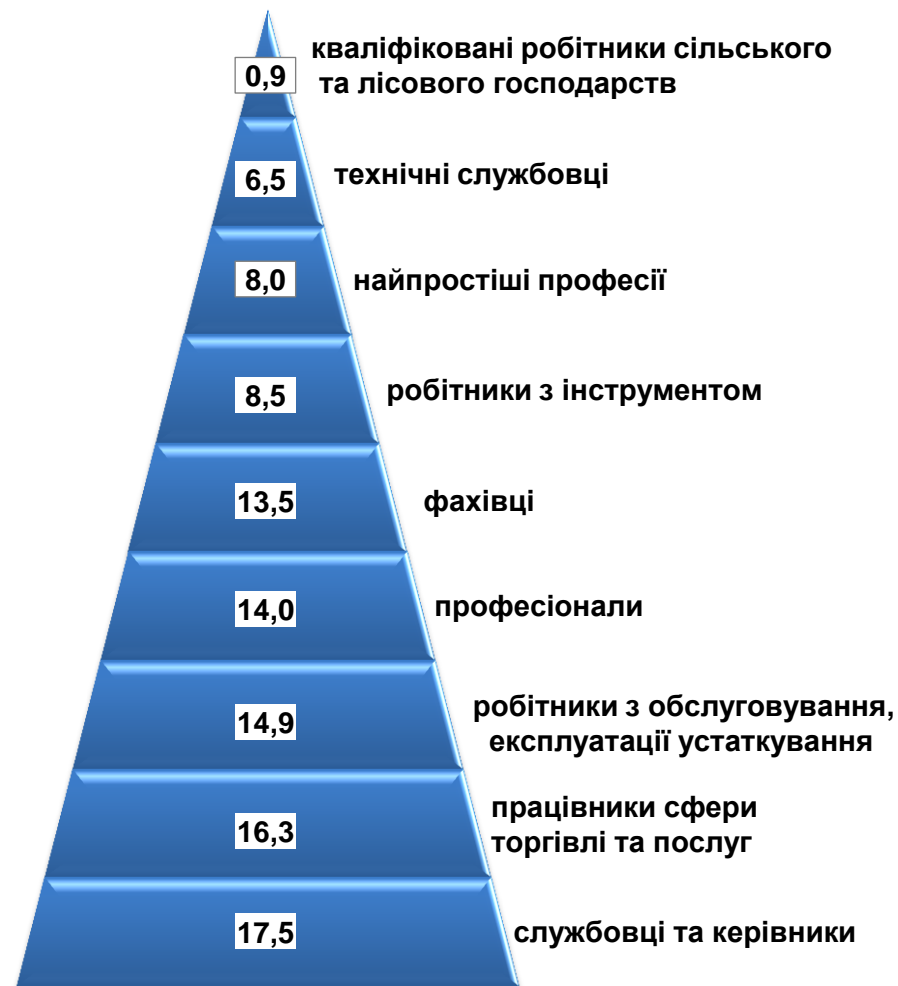 кваліфіковані робітники сільського
0,9
та лісового господарств
6,5
технічні службовці
8,0
найпростіші професії
8,5
робітники з інструментом
13,5
фахівці
14,0
професіонали
14,9
робітники з обслуговування,
експлуатації устаткування
16,3
працівники сфери
торгівлі та послуг
17,5
службовці та керівники